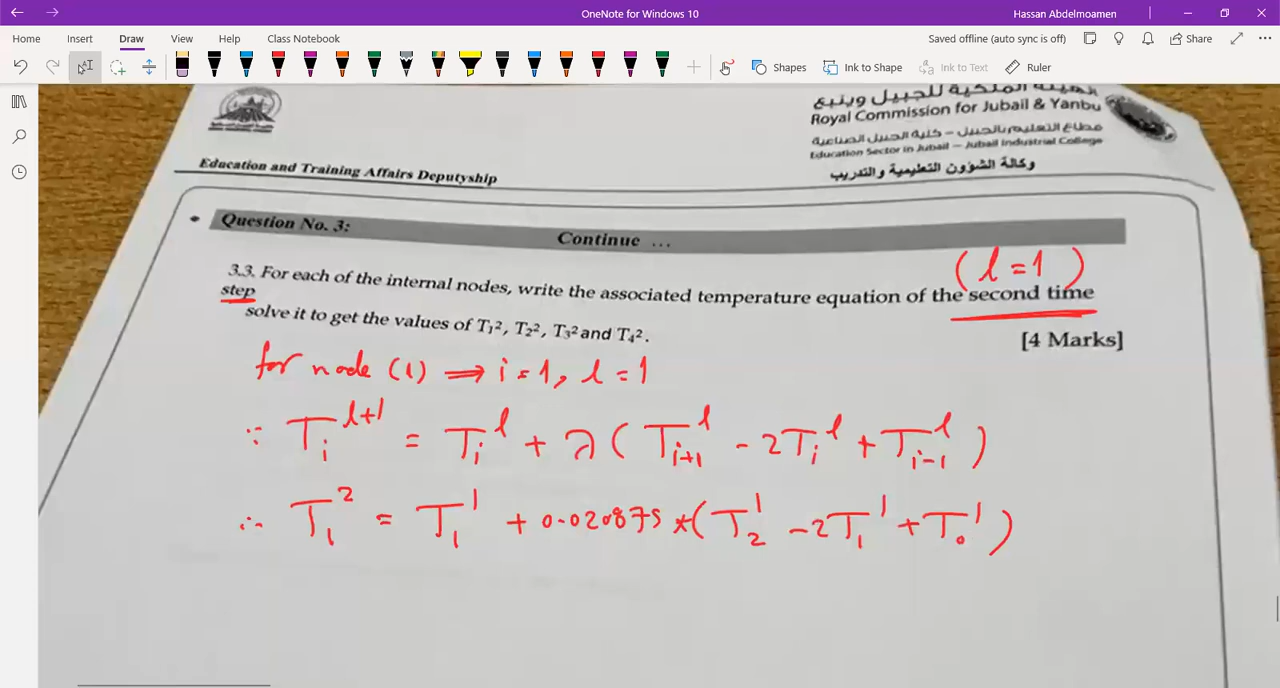 OneNote for Windows 10
Hassan Abdelmoamen
Home Insert Draw View Help Class Notebook
Saved offline (auto sync is off)
Share
Shapes
Ink to Shape
Ink to Text
Ruler
الهيئة الملكية للجبيل وينبع
Royal Commission for Jubail & Yanbu
قطاع التعليم بالجبيل – كلية الجبيل الصناعية
Education Sector in Jubail – Jubail Industrial College
وكالة الشؤون التعليمية والتدريب
Education and Training Affairs Deputyship
Question No. 3:
Continue ...
(l = 1)
3.3. For each of the internal nodes, write the associated temperature equation of the second time
step
solve it to get the values of T₁², T₂², T₃² and T₄².
[4 Marks]
for node (1) ⟹ i = 1, l = 1
∵ Tᵢˡ⁺¹ = Tᵢˡ + λ ( Tᵢ₊₁ˡ - 2Tᵢˡ + Tᵢ₋₁ˡ )
∴ T₁² = T₁¹ + 0.020875 * ( T₂¹ - 2T₁¹ + T₀¹ )